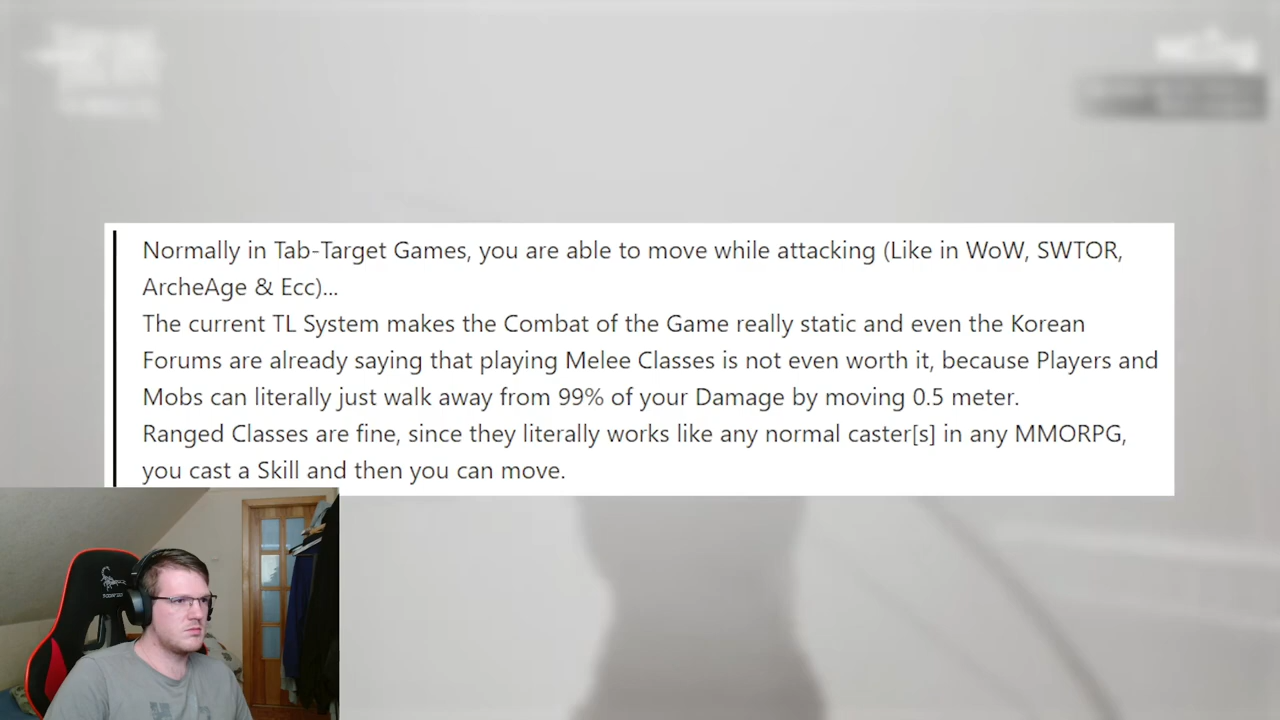 Normally in Tab-Target Games, you are able to move while attacking (Like in WoW, SWTOR,
ArcheAge & Ecc)...
The current TL System makes the Combat of the Game really static and even the Korean
Forums are already saying that playing Melee Classes is not even worth it, because Players and
Mobs can literally just walk away from 99% of your Damage by moving 0.5 meter.
Ranged Classes are fine, since they literally works like any normal caster[s] in any MMORPG,
you cast a Skill and then you can move.